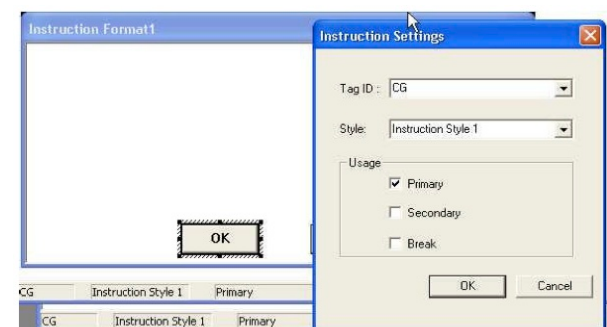 Instruction Format1
Instruction Settings
Tag ID : CG
Style: Instruction Style 1
Usage
Primary
Secondary
Break
OK
OK Cancel
CG Instruction Style 1 Primary
CG Instruction Style 1 Primary